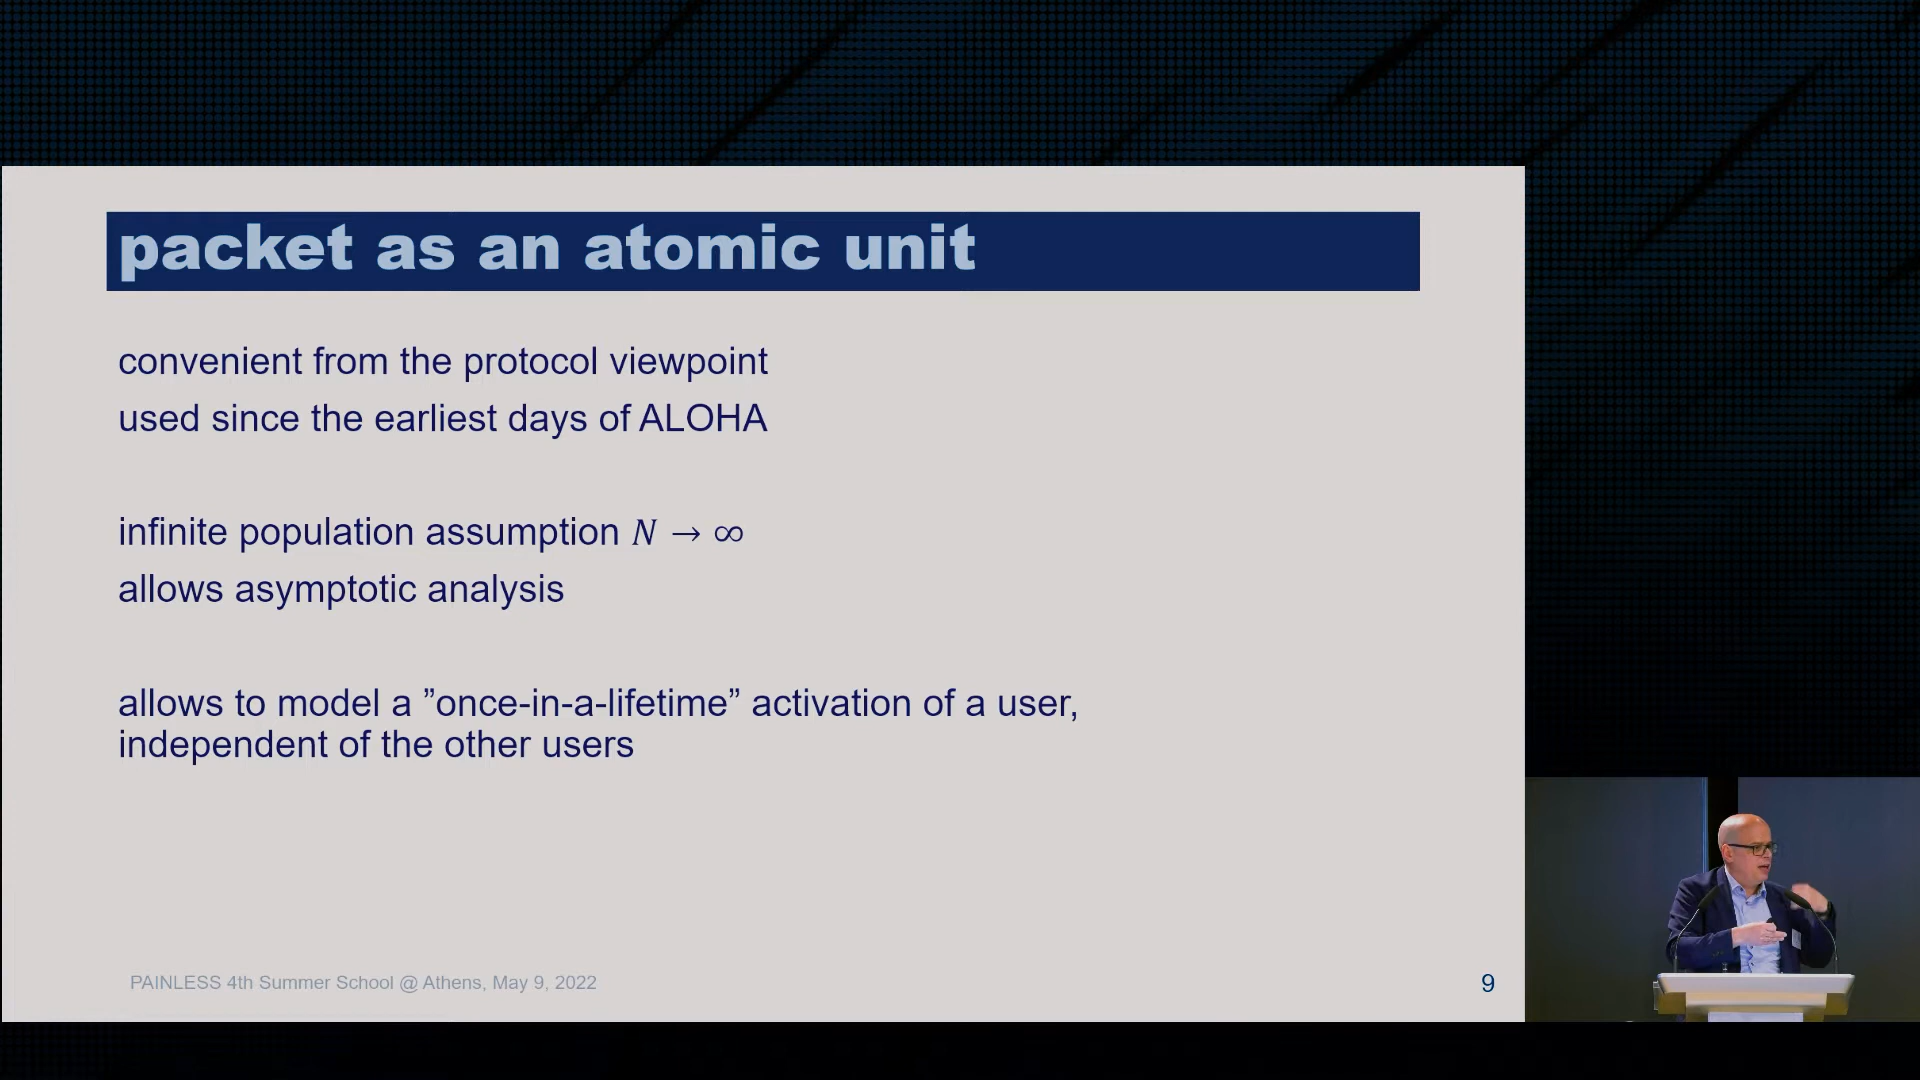 packet as an atomic unit
convenient from the protocol viewpoint
used since the earliest days of ALOHA
infinite population assumption N → ∞
allows asymptotic analysis
allows to model a ”once-in-a-lifetime” activation of a user,
independent of the other users
PAINLESS 4th Summer School @ Athens, May 9, 2022
9